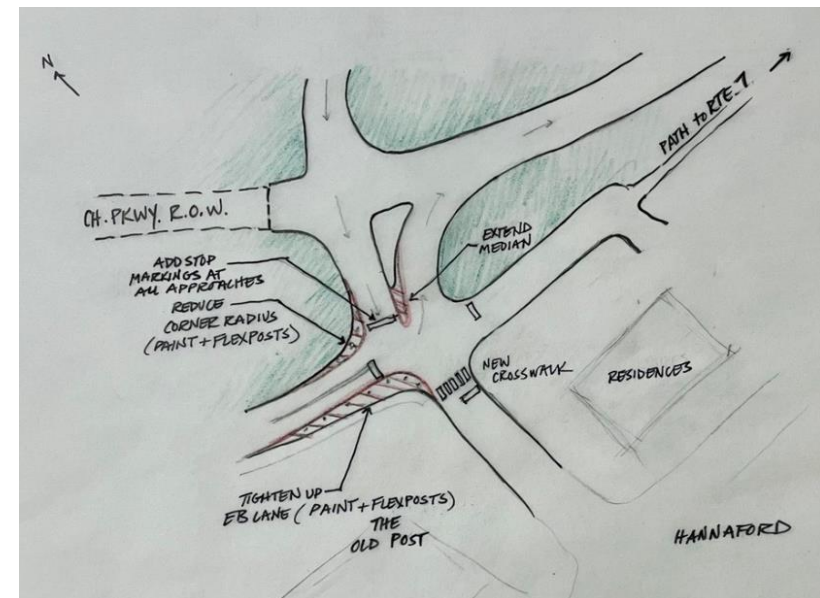 N
PATH to RTE. 7
CH. PKWY. R.O.W.
EXTEND
MEDIAN
ADD STOP
MARKINGS AT
ALL APPROACHES
REDUCE
CORNER RADIUS
(PAINT + FLEXPOSTS)
NEW
CROSSWALK
RESIDENCES
TIGHTEN UP
EB LANE (PAINT + FLEXPOSTS)
THE
OLD POST
HANNAFORD